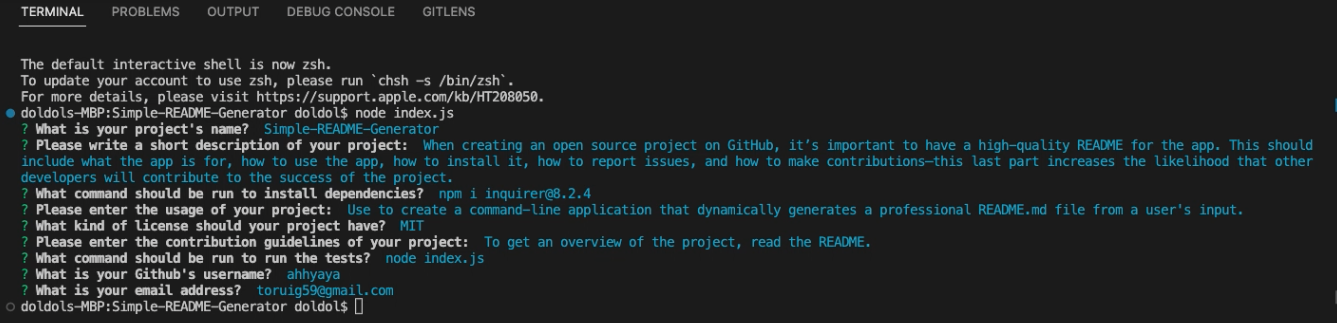 TERMINAL PROBLEMS OUTPUT DEBUG CONSOLE GITLENS
The default interactive shell is now zsh.
To update your account to use zsh, please run `chsh -s /bin/zsh`.
For more details, please visit https://support.apple.com/kb/HT208050.
doldols-MBP:Simple-README-Generator doldol$ node index.js
? What is your project's name? Simple-README-Generator
? Please write a short description of your project: When creating an open source project on GitHub, it’s important to have a high-quality README for the app. This should
include what the app is for, how to use the app, how to install it, how to report issues, and how to make contributions—this last part increases the likelihood that other
developers will contribute to the success of the project.
? What command should be run to install dependencies? npm i inquirer@8.2.4
? Please enter the usage of your project: Use to create a command-line application that dynamically generates a professional README.md file from a user's input.
? What kind of license should your project have? MIT
? Please enter the contribution guidelines of your project: To get an overview of the project, read the README.
? What command should be run to run the tests? node index.js
? What is your Github's username? ahhyaya
? What is your email address? toruig59@gmail.com
doldols-MBP:Simple-README-Generator doldol$